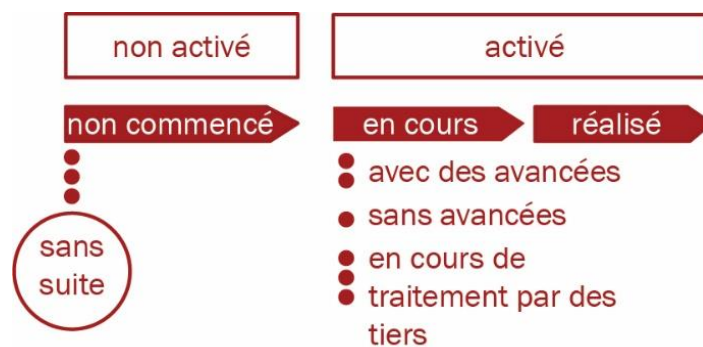 non activé
activé
non commencé
en cours
réalisé
avec des avancées
sans avancées
en cours de
traitement par des
tiers
sans
suite